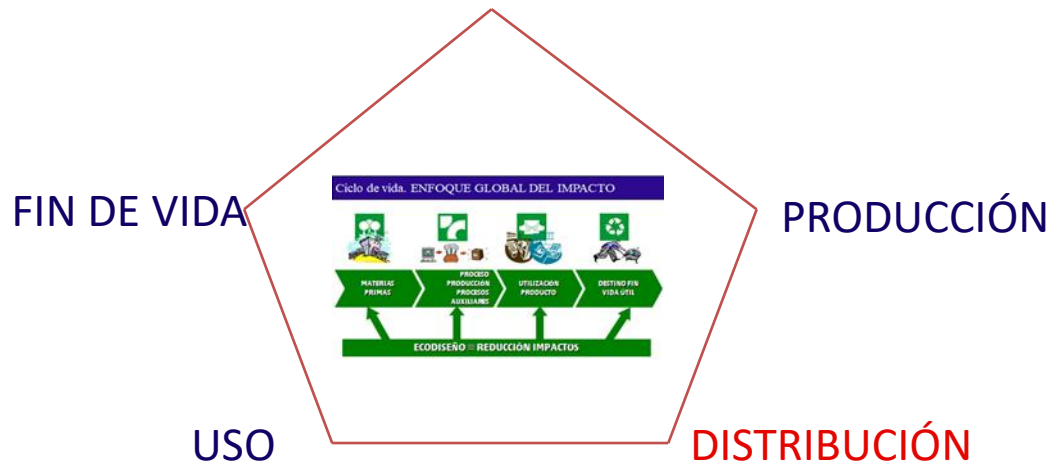 FIN DE VIDA
PRODUCCIÓN
Ciclo de vida. ENFOQUE GLOBAL DEL IMPACTO
MATERIAS
PRIMAS
PROCESO
PRODUCCIÓN
PROCESOS
AUXILIARES
UTILIZACIÓN
PRODUCTO
DESTINO FIN
VIDA ÚTIL
ECODISEÑO = REDUCCIÓN IMPACTOS
USO
DISTRIBUCIÓN